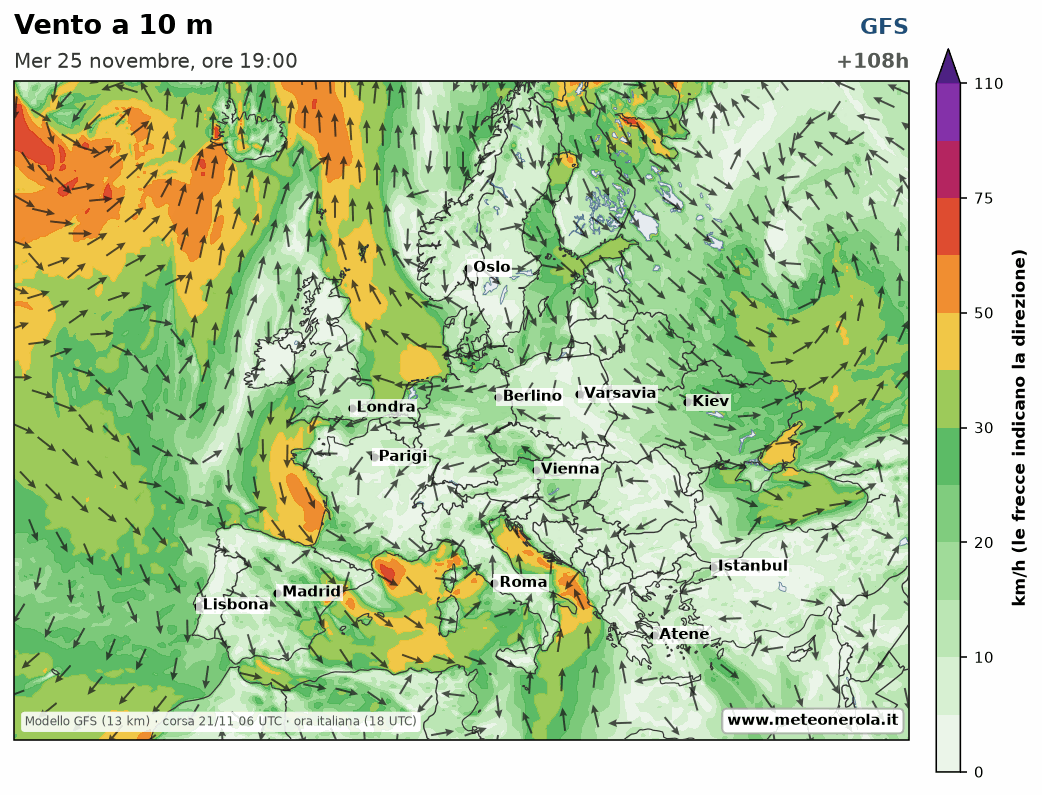 Vento a 10 m
GFS
Mer 25 novembre, ore 19:00
+108h
110
75
50
30
20
10
0
km/h (le frecce indicano la direzione)
Oslo
Londra
Berlino
Varsavia
Kiev
Parigi
Vienna
Istanbul
Roma
Madrid
Lisbona
Atene
Modello GFS (13 km) · corsa 21/11 06 UTC · ora italiana (18 UTC)
www.meteonerola.it